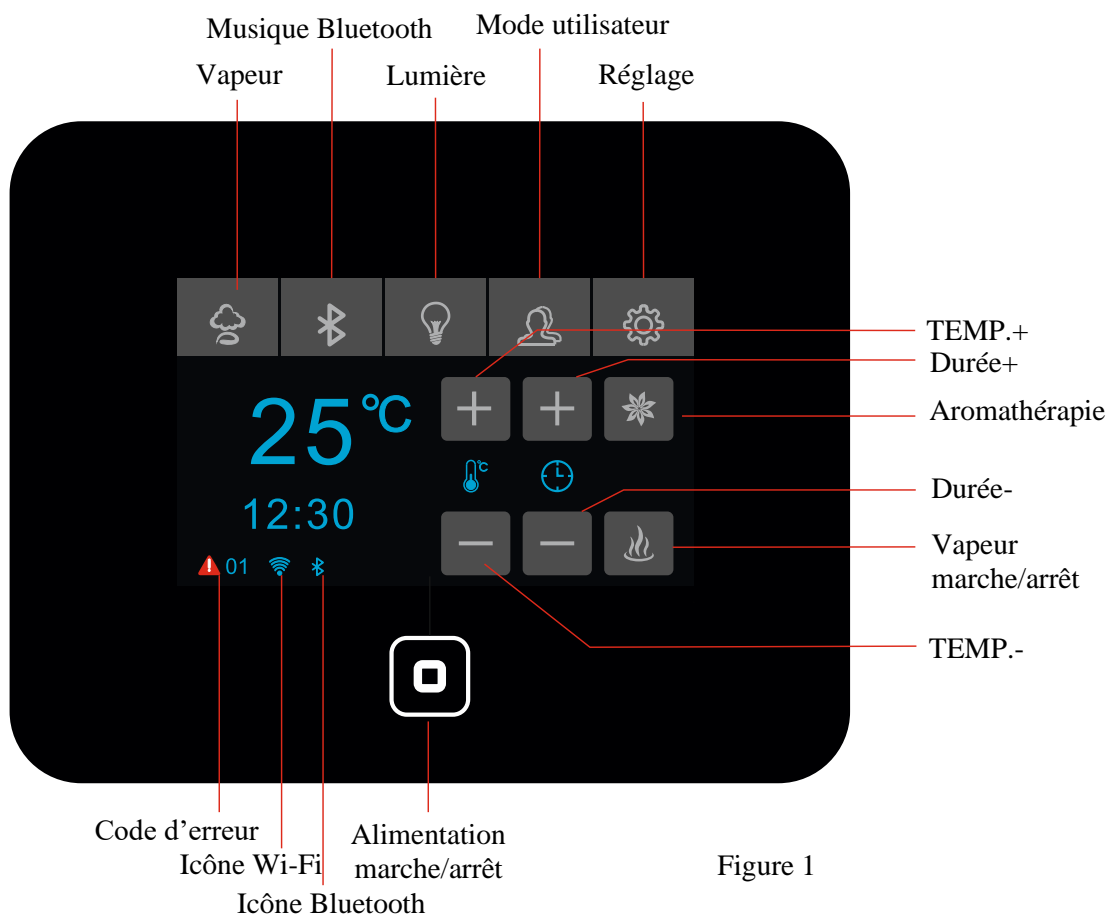 Musique Bluetooth
Mode utilisateur
Vapeur
Lumière
Réglage
TEMP.+
Durée+
Aromathérapie
25°C
°C
12:30
01
Durée-
Vapeur
marche/arrêt
TEMP.-
Code d’erreur
Icône Wi-Fi
Icône Bluetooth
Alimentation
marche/arrêt
Figure 1